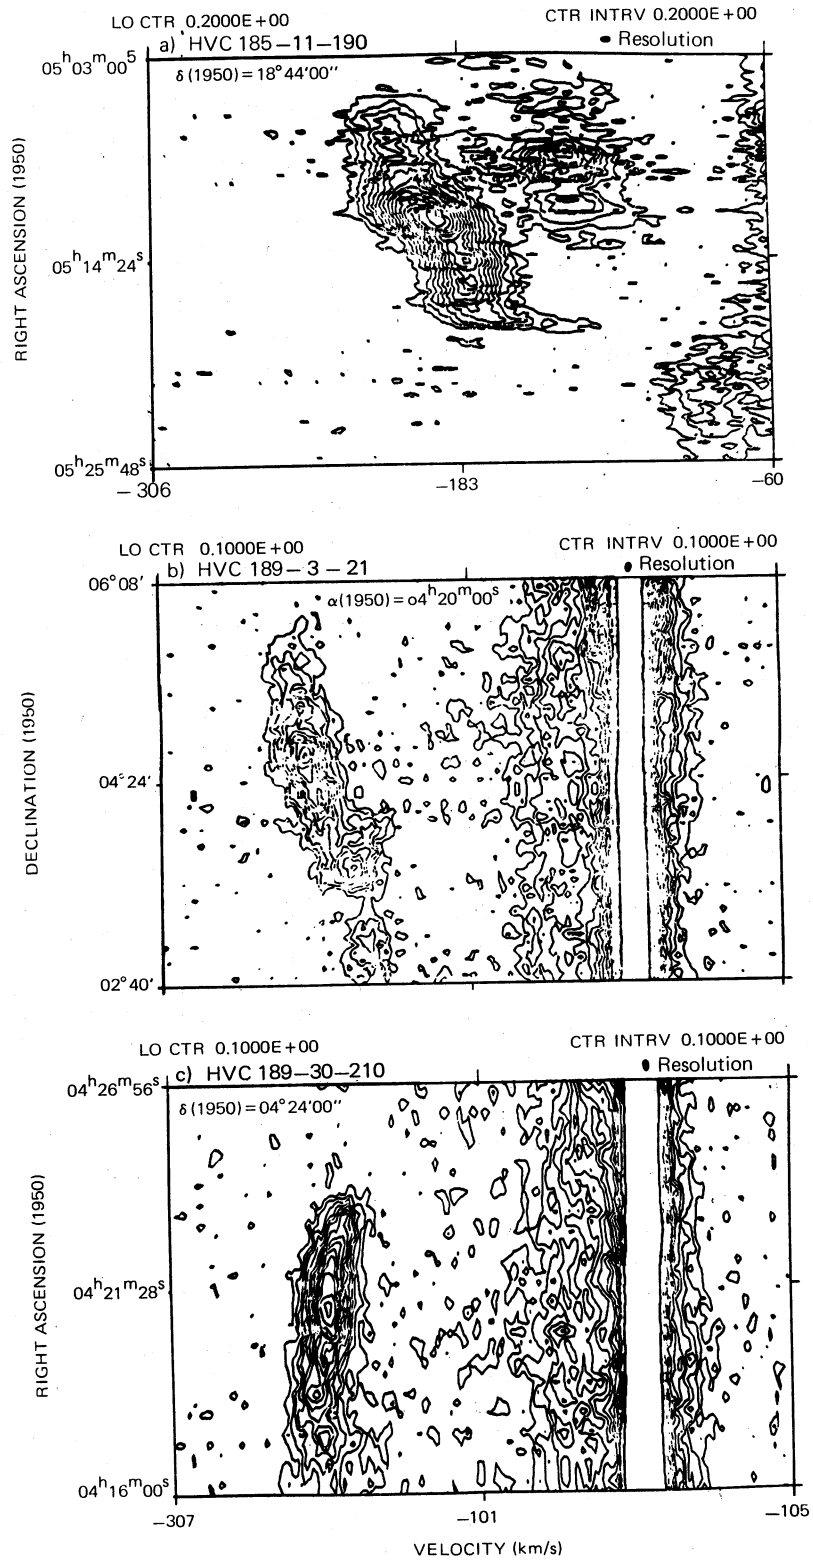 LO CTR 0.2000E+00 CTR INTRV 0.2000E+00
a) HVC 185–11–190 Resolution
05h03m00s
δ(1950)=18°44'00''
RIGHT ASCENSION (1950)
05h14m24s
05h25m48s
–306 –183 –60
LO CTR 0.1000E+00 CTR INTRV 0.1000E+00
b) HVC 189–3–21 Resolution
06°08'
α(1950)=o4h20m00s
DECLINATION (1950)
04°24'
02°40'
LO CTR 0.1000E+00 CTR INTRV 0.1000E+00
c) HVC 189–30–210 Resolution
04h26m56s
δ(1950)=04°24'00''
RIGHT ASCENSION (1950)
04h21m28s
04h16m00s
–307 –101 –105
VELOCITY (km/s)